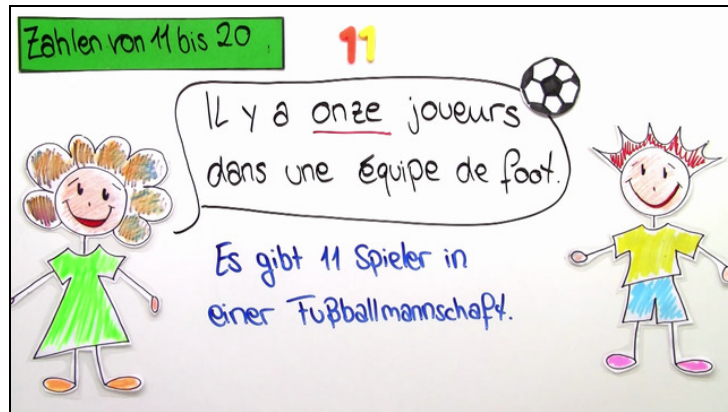 Zahlen von 11 bis 20
11
Il y a onze joueurs
dans une équipe de foot.
Es gibt 11 Spieler in
einer Fußballmannschaft.